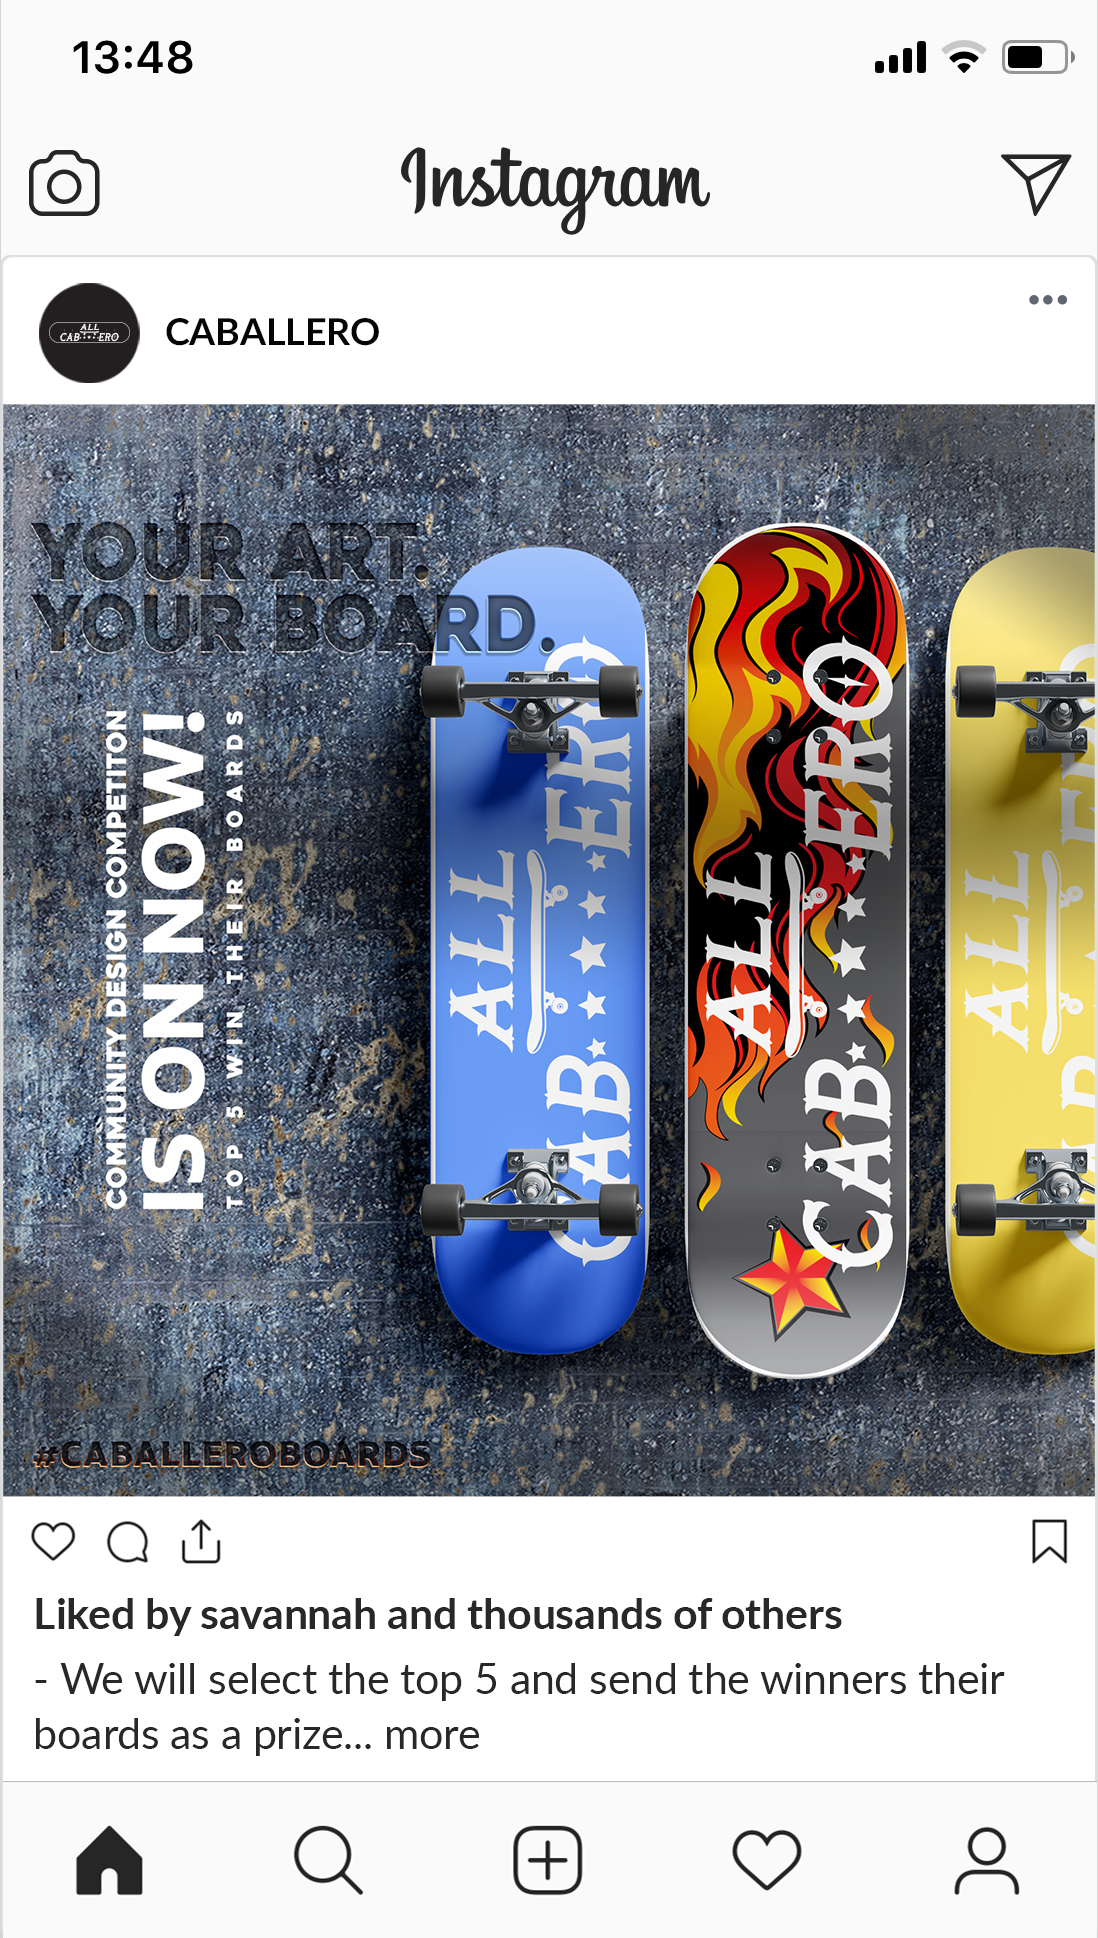 13:48
Instagram
ALL
CAB ERO
CABALLERO
YOUR ART.
YOUR BOARD.
COMMUNITY DESIGN COMPETITON
IS ON NOW!
TOP 5 WIN THEIR BOARDS
ALL
CAB ERO
ALL
CAB ERO
ALL
#CABALLEROBOARDS
Liked by savannah and thousands of others
- We will select the top 5 and send the winners their
boards as a prize... more